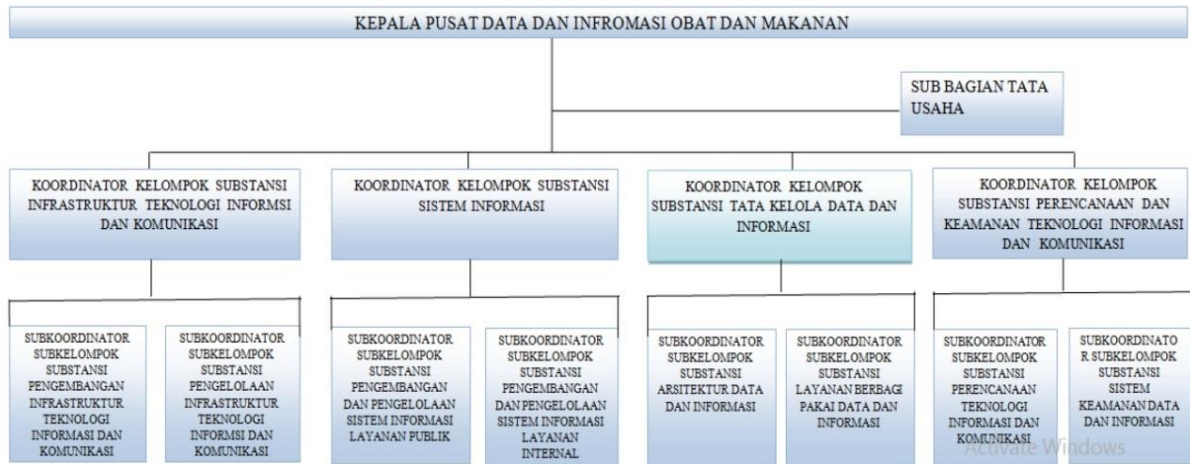 KEPALA PUSAT DATA DAN INFROMASI OBAT DAN MAKANAN
SUB BAGIAN TATA
USAHA
KOORDINATOR KELOMPOK SUBSTANSI
INFRASTRUKTUR TEKNOLOGI INFORMSI
DAN KOMUNIKASI
KOORDINATOR KELOMPOK SUBSTANSI
SISTEM INFORMASI
KOORDINATOR KELOMPOK
SUBSTANSI TATA KELOLA DATA DAN
INFORMASI
KOORDINATOR KELOMPOK
SUBSTANSI PERENCANAAN DAN
KEAMANAN TEKNOLOGI INFORMASI
DAN KOMUNIKASI
SUBKOORDINATOR
SUBKELOMPOK
SUBSTANSI
PENGEMBANGAN
INFRASTRUKTUR
TEKNOLOGI
INFORMASI DAN
KOMUNIKASI
SUBKOORDINATOR
SUBKELOMPOK
SUBSTANSI
PENGELOLAAN
INFRASTRUKTUR
TEKNOLOGI
INFORMSI DAN
KOMUNIKASI
SUBKOORDINATOR
SUBKELOMPOK
SUBSTANSI
PENGEMBANGAN
DAN PENGELOLAAN
SISTEM INFORMASI
LAYANAN PUBLIK
SUBKOORDINATOR
SUBKELOMPOK
SUBSTANSI
PENGEMBANGAN
DAN PENGELOLAAN
SISTEM INFORMASI
LAYANAN
INTERNAL
SUBKOORDINATOR
SUBKELOMPOK
SUBSTANSI
ARSITEKTUR DATA
DAN INFORMASI
SUBKOORDINATOR
SUBKELOMPOK
SUBSTANSI
LAYANAN BERBAGI
PAKAI DATA DAN
INFORMASI
SUBKOORDINATOR
SUBKELOMPOK
SUBSTANSI
PERENCANAAN
TEKNOLOGI
INFORMASI DAN
KOMUNIKASI
SUBKOORDINATO
R SUBKELOMPOK
SUBSTANSI
SISTEM
KEAMANAN DATA
DAN INFORMASI
Activate Windows